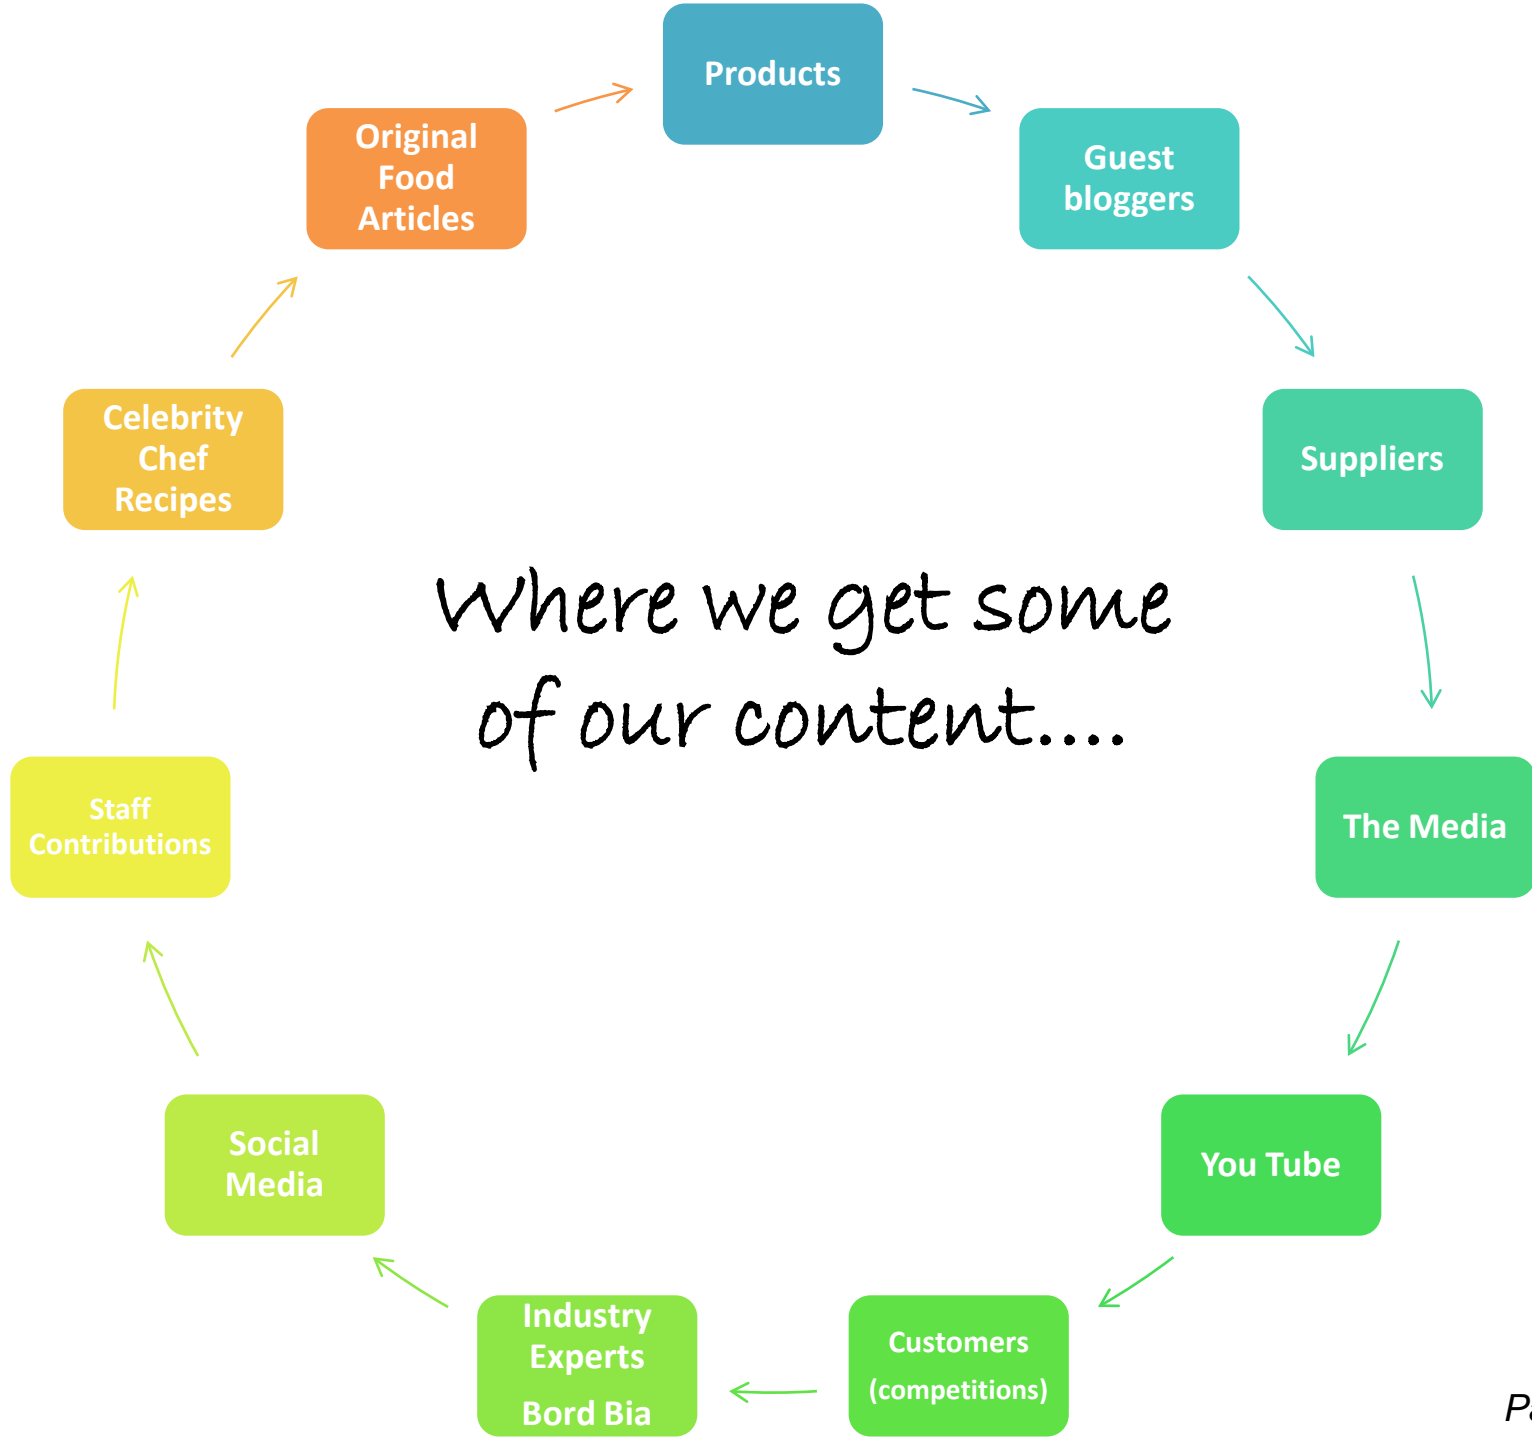 Products
Guest
bloggers
Suppliers
The Media
You Tube
Customers
(competitions)
Industry
Experts
Bord Bia
Social
Media
Staff
Contributions
Celebrity
Chef
Recipes
Original
Food
Articles
Where we get some
of our content....